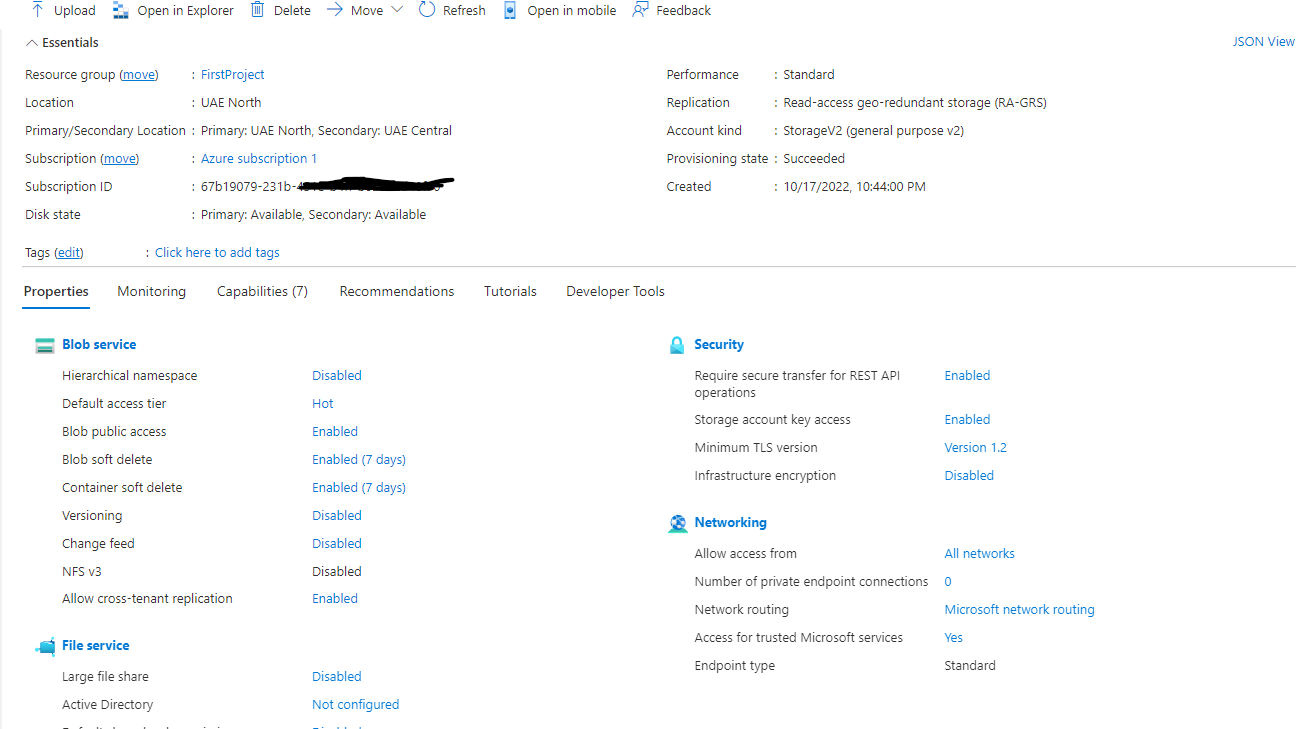 Upload Open in Explorer Delete Move Refresh Open in mobile Feedback
Essentials JSON View
Resource group (move) : FirstProject
Location : UAE North
Primary/Secondary Location : Primary: UAE North, Secondary: UAE Central
Subscription (move) : Azure subscription 1
Subscription ID : 67b19079-231b-
Disk state : Primary: Available, Secondary: Available
Performance : Standard
Replication : Read-access geo-redundant storage (RA-GRS)
Account kind : StorageV2 (general purpose v2)
Provisioning state : Succeeded
Created : 10/17/2022, 10:44:00 PM
Tags (edit) : Click here to add tags
Properties Monitoring Capabilities (7) Recommendations Tutorials Developer Tools
Blob service
Hierarchical namespace Disabled
Default access tier Hot
Blob public access Enabled
Blob soft delete Enabled (7 days)
Container soft delete Enabled (7 days)
Versioning Disabled
Change feed Disabled
NFS v3 Disabled
Allow cross-tenant replication Enabled
File service
Large file share Disabled
Active Directory Not configured
Security
Require secure transfer for REST API Enabled
operations
Storage account key access Enabled
Minimum TLS version Version 1.2
Infrastructure encryption Disabled
Networking
Allow access from All networks
Number of private endpoint connections 0
Network routing Microsoft network routing
Access for trusted Microsoft services Yes
Endpoint type Standard